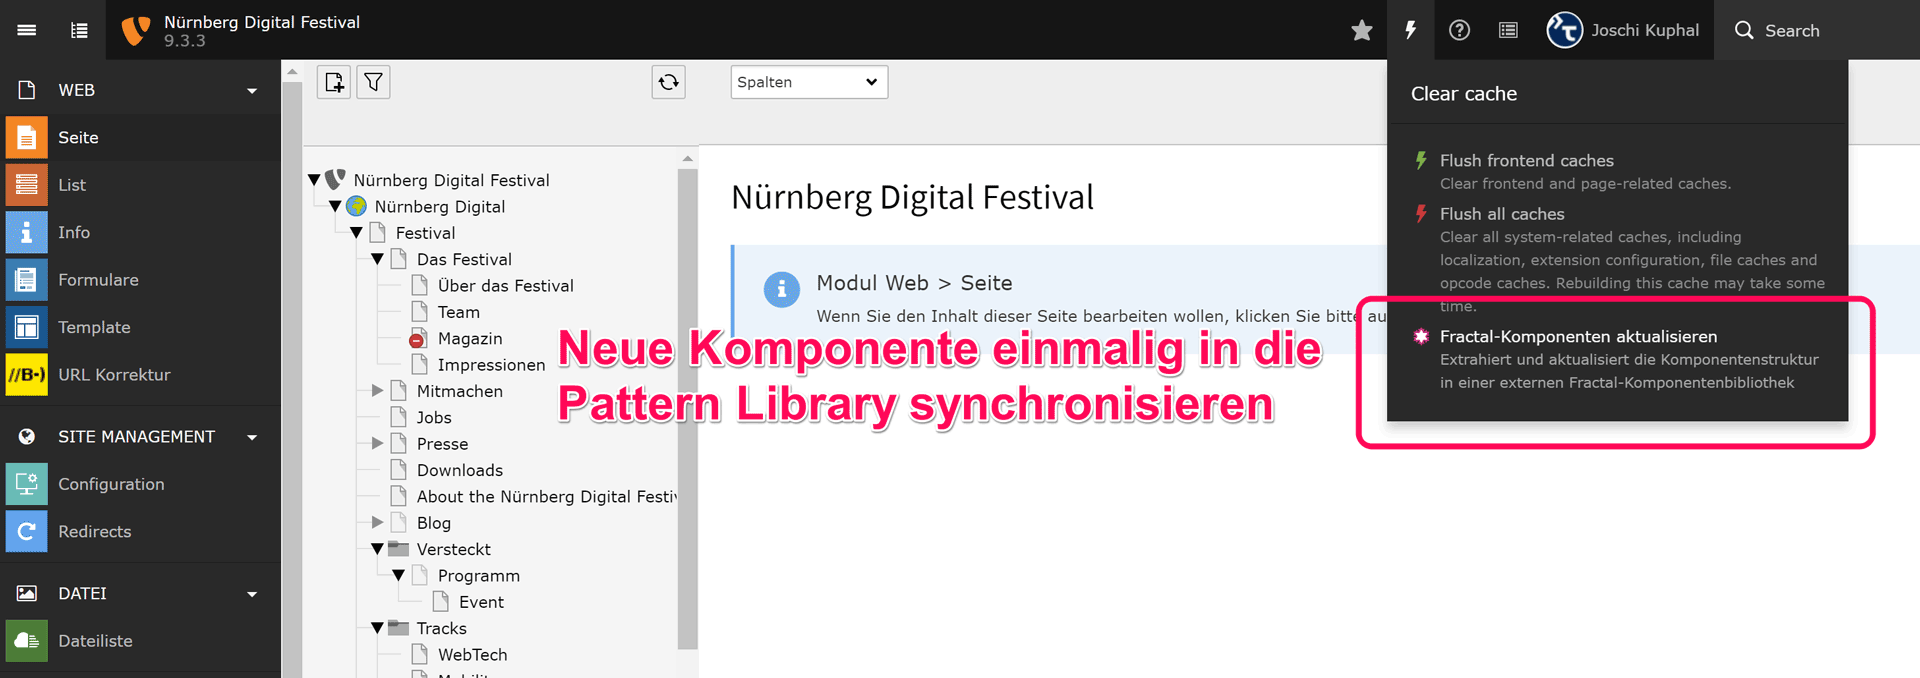 Nürnberg Digital Festival
9.3.3
Joschi Kuphal
Search
WEB
Seite
List
Info
Formulare
Template
//B-)
URL Korrektur
SITE MANAGEMENT
Configuration
Redirects
DATEI
Dateiliste
Nürnberg Digital Festival
Nürnberg Digital
Festival
Das Festival
Über das Festival
Team
Magazin
Impressionen
Mitmachen
Jobs
Presse
Downloads
About the Nürnberg Digital
Blog
Versteckt
Programm
Event
Tracks
WebTech
Spalten
Nürnberg Digital Festival
Modul Web > Seite
Wenn Sie den Inhalt dieser Seite bearbeiten wollen, klicken Sie bitte
Neue Komponente einmalig in die
Pattern Library synchronisieren
Clear cache
Flush frontend caches
Clear frontend and page-related caches.
Flush all caches
Clear all system-related caches, including
localization, extension configuration, file caches and
opcode caches. Rebuilding this cache may take some
time.
Fractal-Komponenten aktualisieren
Extrahiert und aktualisiert die Komponentenstruktur
in einer externen Fractal-Komponentenbibliothek